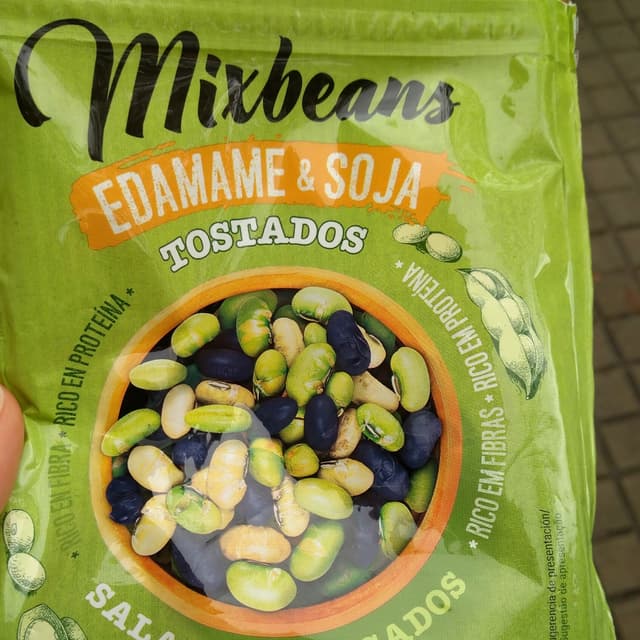 Mixbeans
EDAMAME & SOJA
TOSTADOS
* RICO EN FIBRA * RICO EN PROTEÍNA *
* RICO EM FIBRAS * RICO EM PROTEÍNA *